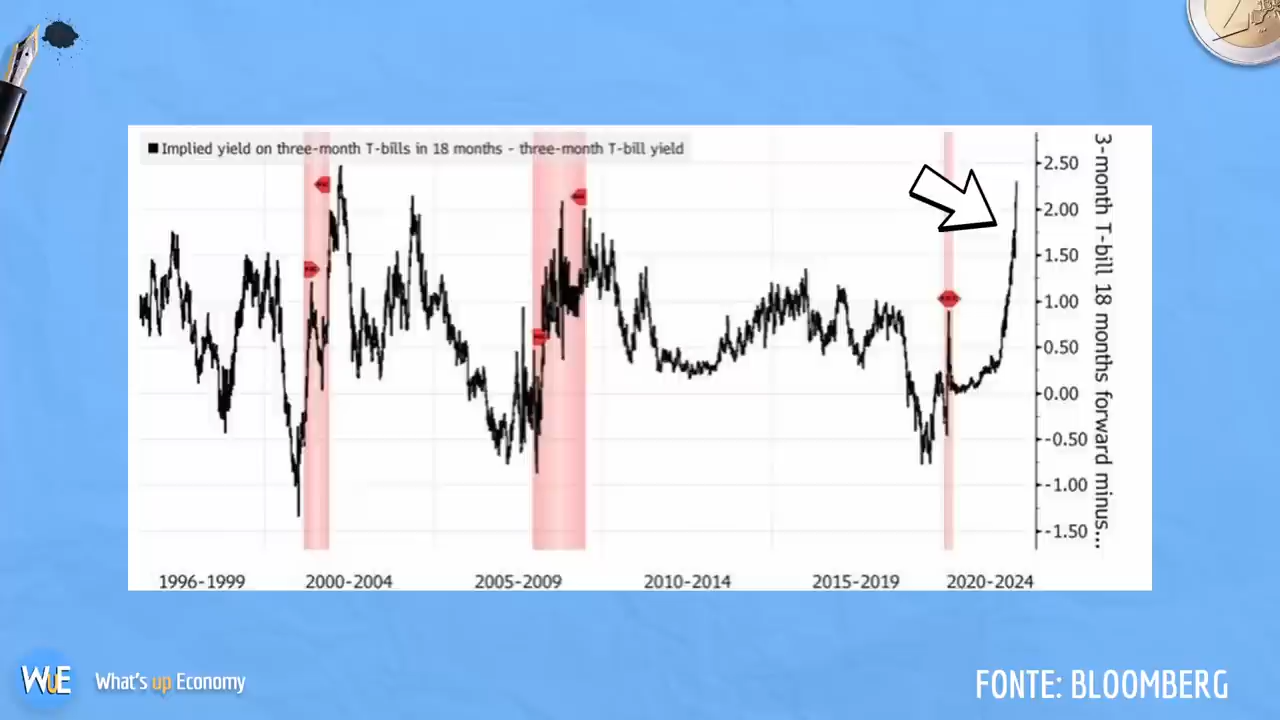 Implied yield on three-month T-bills in 18 months - three-month T-bill yield
2.50
2.00
1.50
1.00
0.50
0.00
-0.50
-1.00
-1.50
3-month T-bill 18 months forward minus...
1996-1999 2000-2004 2005-2009 2010-2014 2015-2019 2020-2024
WUE What's up Economy
FONTE: BLOOMBERG